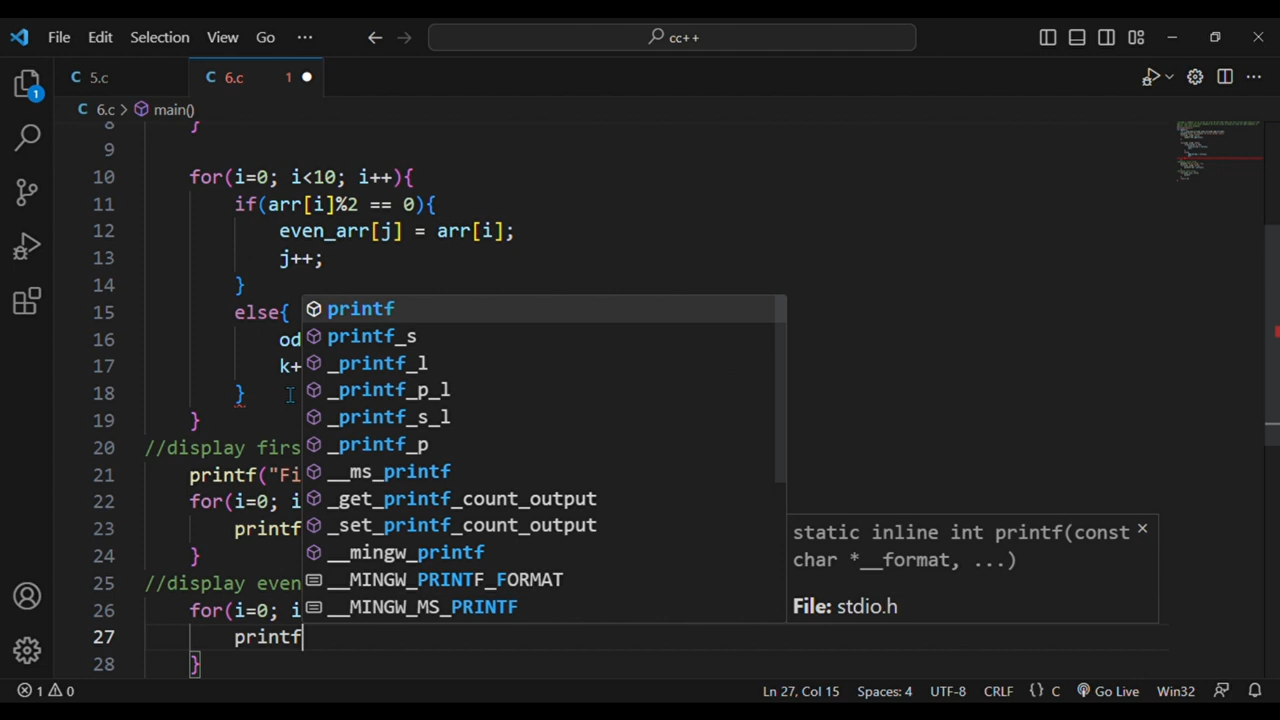 File Edit Selection View Go ··· cc++
C 5.c C 6.c 1
C 6.c > main()
8 }
9
10 for(i=0; i<10; i++){
11 if(arr[i]%2 == 0){
12 even_arr[j] = arr[i];
13 j++;
14 }
15 else{
16 od
17 k+
18 }
19 }
20 //display firs
21 printf("Fi
22 for(i=0; i
23 printf
24 }
25 //display even
26 for(i=0; i
27 printf
28 }
printf
printf_s
_printf_l
_printf_p_l
_printf_s_l
_printf_p
__ms_printf
_get_printf_count_output
_set_printf_count_output
__mingw_printf
__MINGW_PRINTF_FORMAT
__MINGW_MS_PRINTF
static inline int printf(const
char *__format, ...)
File: stdio.h
1
1 0 Ln 27, Col 15 Spaces: 4 UTF-8 CRLF {} C Go Live Win32